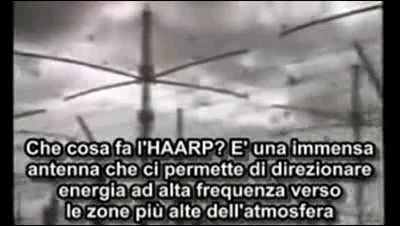 Che cosa fa l'HAARP? E' una immensa
antenna che ci permette di direzionare
energia ad alta frequenza verso
le zone più alte dell'atmosfera